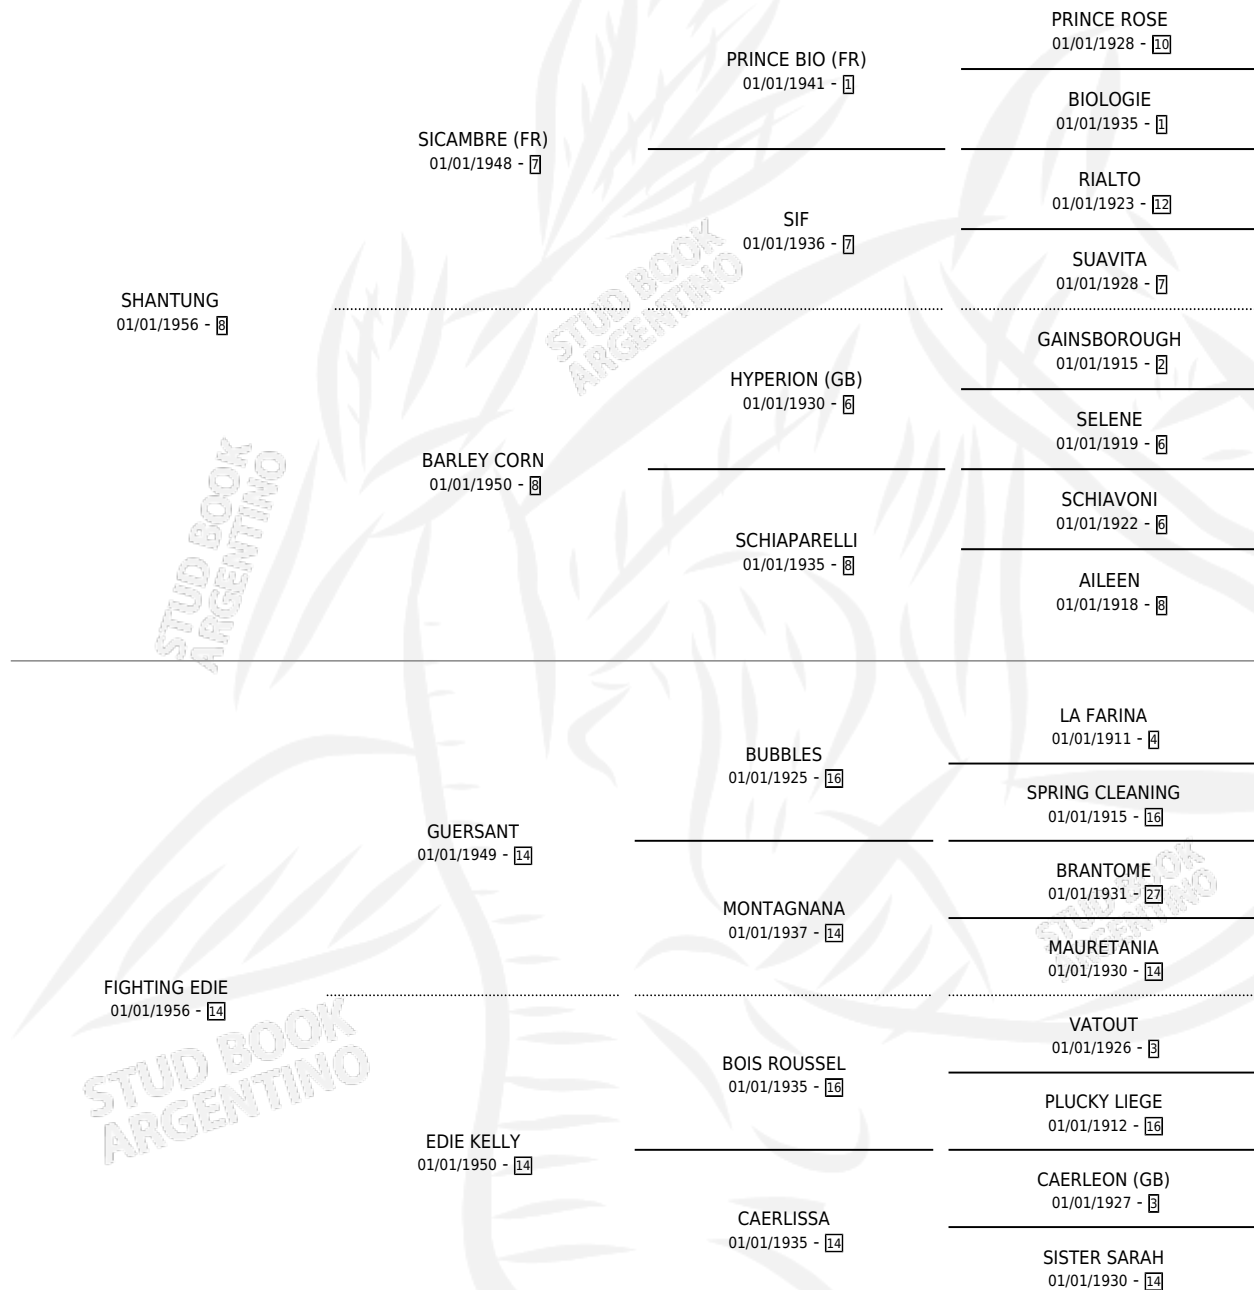 PRINCE ROSE
01/01/1928 - 10
PRINCE BIO (FR)
01/01/1941 - 1
BIOLOGIE
01/01/1935 - 1
SICAMBRE (FR)
01/01/1948 - 7
RIALTO
01/01/1923 - 12
SIF
01/01/1936 - 7
SUAVITA
01/01/1928 - 7
SHANTUNG
01/01/1956 - 8
GAINSBOROUGH
01/01/1915 - 2
HYPERION (GB)
01/01/1930 - 6
SELENE
01/01/1919 - 6
BARLEY CORN
01/01/1950 - 8
SCHIAVONI
01/01/1922 - 6
SCHIAPARELLI
01/01/1935 - 8
AILEEN
01/01/1918 - 8
LA FARINA
01/01/1911 - 4
BUBBLES
01/01/1925 - 16
SPRING CLEANING
01/01/1915 - 16
GUERSANT
01/01/1949 - 14
BRANTOME
01/01/1931 - 27
MONTAGNANA
01/01/1937 - 14
MAURETANIA
01/01/1930 - 14
FIGHTING EDIE
01/01/1956 - 14
VATOUT
01/01/1926 - 3
BOIS ROUSSEL
01/01/1935 - 16
PLUCKY LIEGE
01/01/1912 - 16
EDIE KELLY
01/01/1950 - 14
CAERLEON (GB)
01/01/1927 - 3
CAERLISSA
01/01/1935 - 14
SISTER SARAH
01/01/1930 - 14
STUD BOOK
ARGENTINO
STUD BOOK
ARGENTINO
STUD BOOK
ARGENTINO
STUD BOOK
ARGENTINO